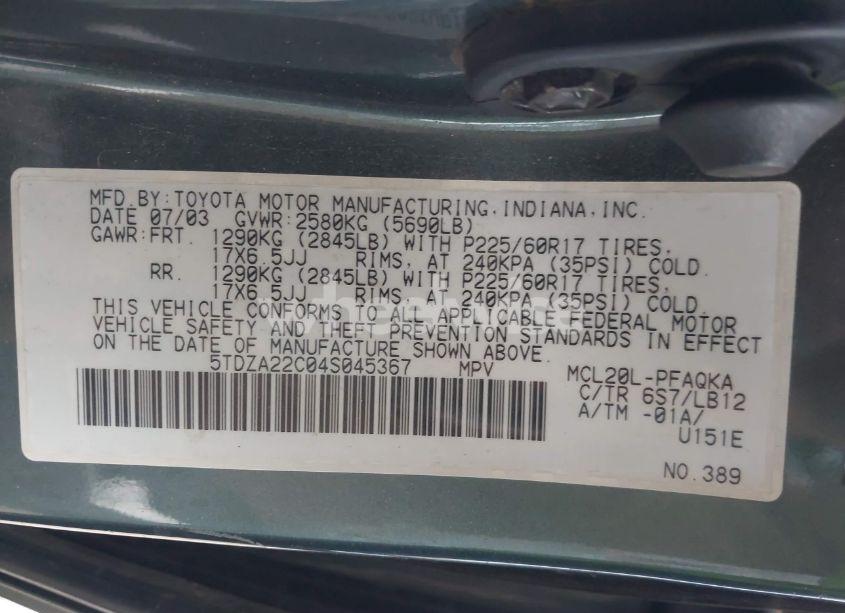 MFD.BY:TOYOTA MOTOR MANUFACTURING,INDIANA,INC.
DATE 07/03 GVWR:2580KG (5690LB)
GAWR:FRT. 1290KG (2845LB) WITH P225/60R17 TIRES,
17X6.5JJ RIMS, AT 240KPA (35PSI) COLD.
RR. 1290KG (2845LB) WITH P225/60R17 TIRES,
17X6.5JJ RIMS, AT 240KPA (35PSI) COLD.
THIS VEHICLE CONFORMS TO ALL APPLICABLE FEDERAL MOTOR
VEHICLE SAFETY AND THEFT PREVENTION STANDARDS IN EFFECT
ON THE DATE OF MANUFACTURE SHOWN ABOVE.
5TDZA22C04S045367 MPV
MCL20L-PFAQKA
C/TR 6S7/LB12
A/TM -01A/
U151E
NO.389